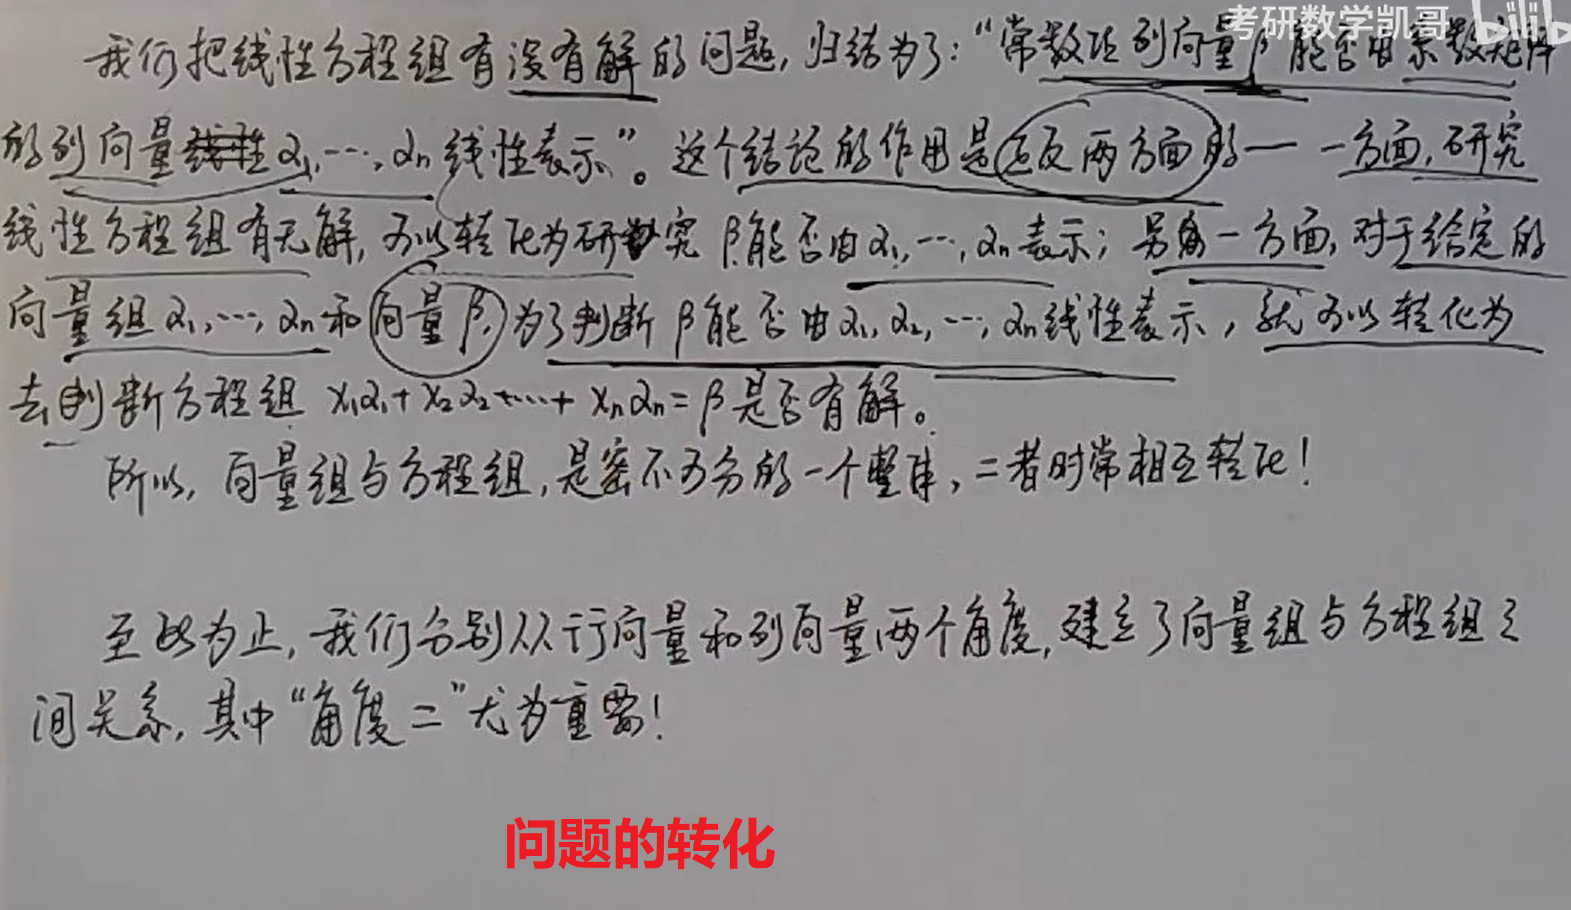 考研数学凯哥 bilib
我们把线性方程组有没有解的问题,归结为了:“常数项列向量β能否由系数矩阵
的列向量α₁,…,αn线性表示”。这个结论的作用是正反两方面的——一方面,研究
线性方程组有无解,可以转化为研究β能否由α₁,…,αn表示;另一方面,对于给定的
向量组α₁,…,αn和向量β,为了判断β能否由α₁,α₂,…,αn线性表示,就可以转化为
去判断方程组 x₁α₁+x₂α₂+…+xnαn=β是否有解。
所以,向量组与方程组,是密不可分的一个整体,二者时常相互转化!
至此为止,我们分别从行向量和列向量两个角度,建立了向量组与方程组之
间关系,其中“角度二”尤为重要!
问题的转化